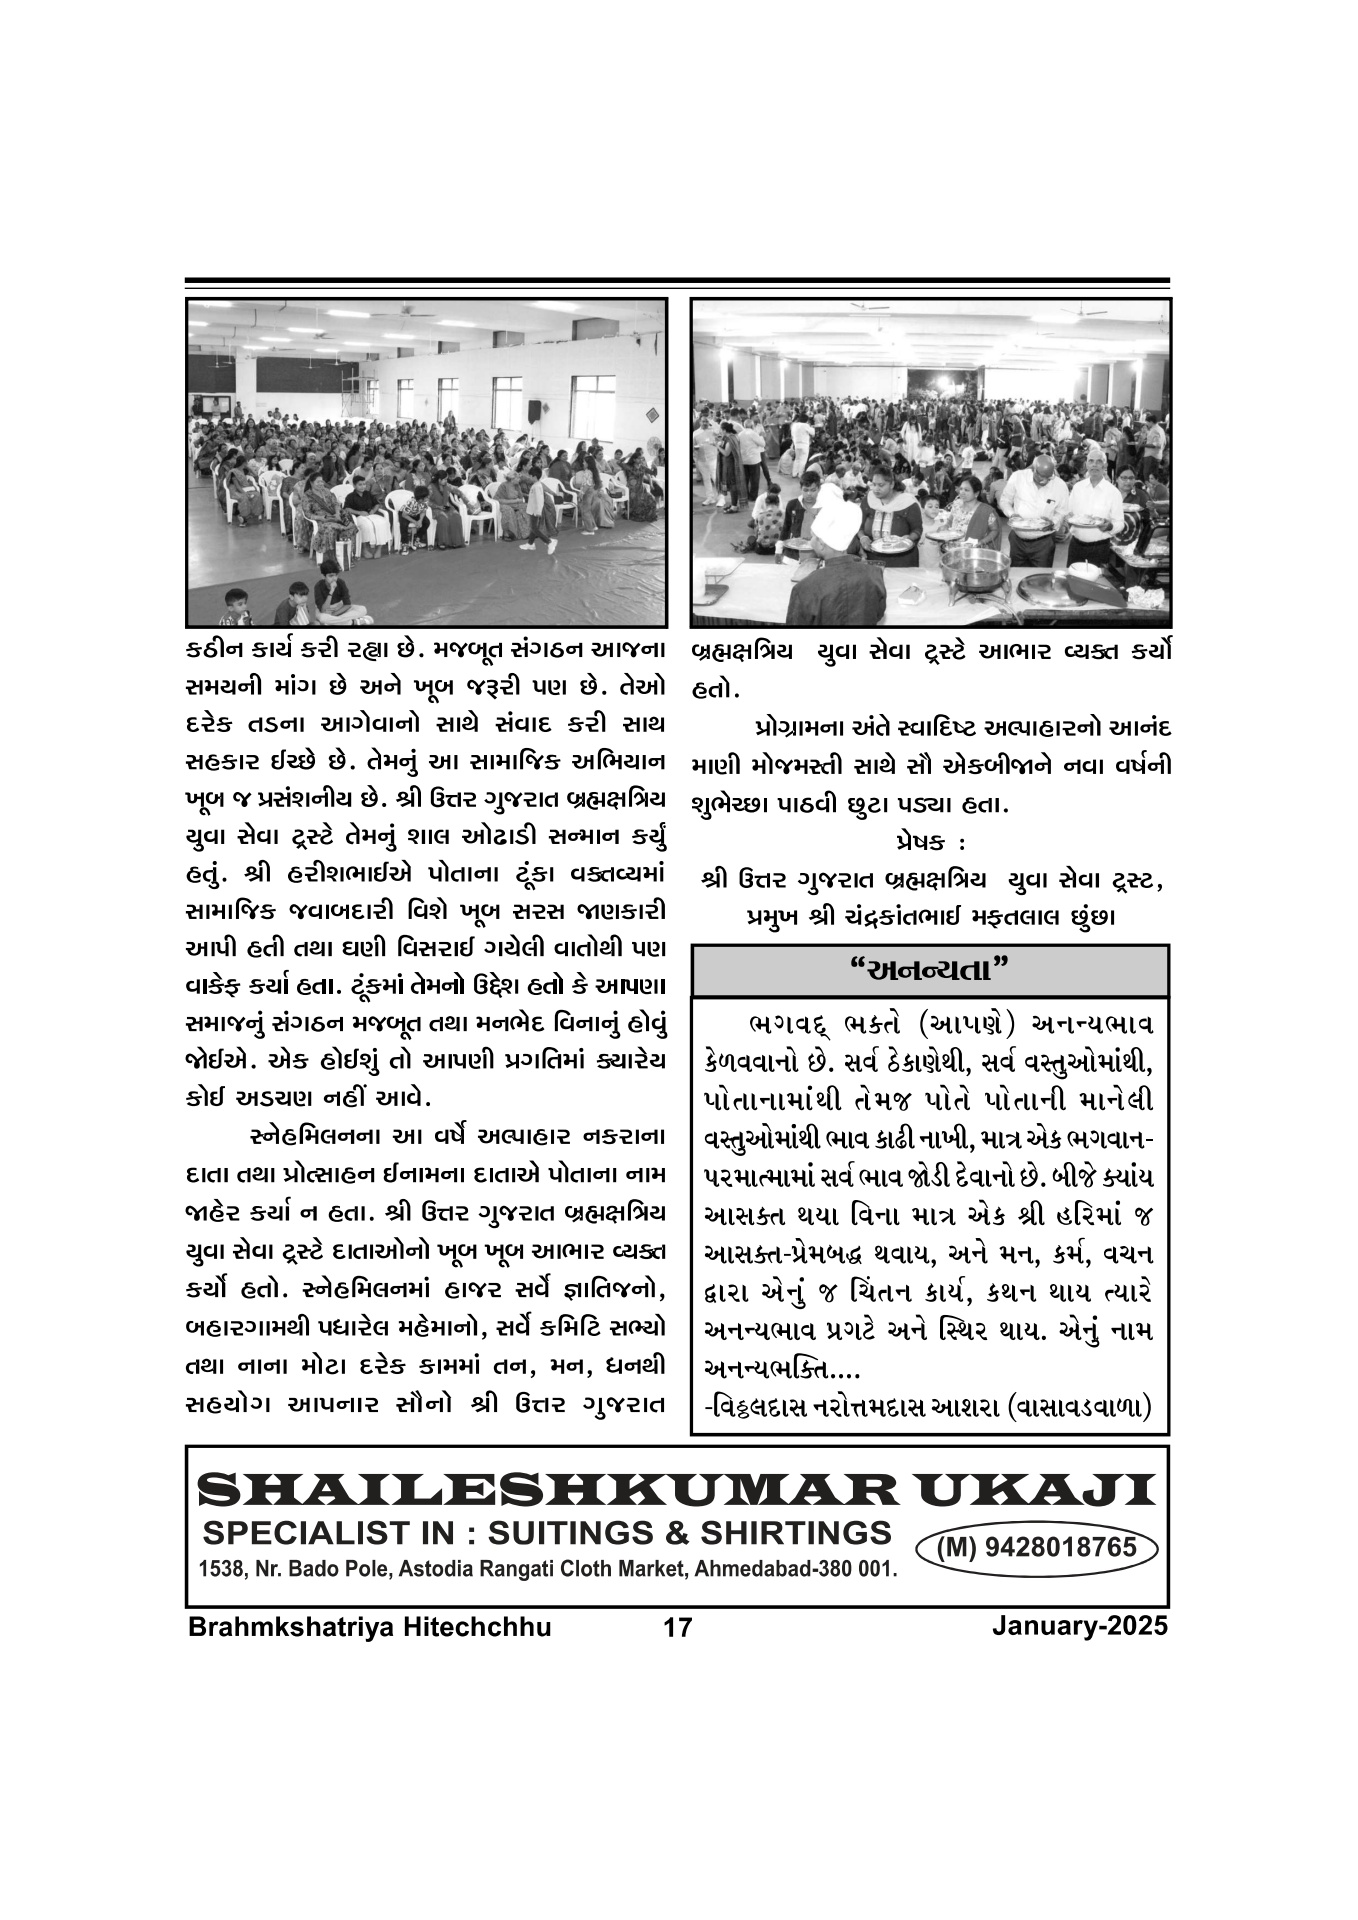 કઠીન કાર્ય કરી રહ્યા છે. મજબૂત સંગઠન આજના
સમયની માંગ છે અને ખૂબ જરૂરી પણ છે. તેઓ
દરેક તડના આગેવાનો સાથે સંવાદ કરી સાથ
સહકાર ઈચ્છે છે. તેમનું આ સામાજિક અભિયાન
ખૂબ જ પ્રસંશનીય છે. શ્રી ઉત્તર ગુજરાત બ્રહ્મક્ષત્રિય
યુવા સેવા ટ્રસ્ટે તેમનું શાલ ઓઢાડી સન્માન કર્યું
હતું. શ્રી હરીશભાઈએ પોતાના ટૂંકા વક્તવ્યમાં
સામાજિક જવાબદારી વિશે ખૂબ સરસ જાણકારી
આપી હતી તથા ઘણી વિસરાઈ ગયેલી વાતોથી પણ
વાકેફ કર્યા હતા. ટૂંકમાં તેમનો ઉદ્દેશ હતો કે આપણા
સમાજનું સંગઠન મજબૂત તથા મનભેદ વિનાનું હોવું
જોઈએ. એક હોઈશું તો આપણી પ્રગતિમાં ક્યારેય
કોઈ અડચણ નહીં આવે.
સ્નેહમિલનના આ વર્ષે અલ્પાહાર નકરાના
દાતા તથા પ્રોત્સાહન ઈનામના દાતાએ પોતાના નામ
જાહેર કર્યા ન હતા. શ્રી ઉત્તર ગુજરાત બ્રહ્મક્ષત્રિય
યુવા સેવા ટ્રસ્ટે દાતાઓનો ખૂબ ખૂબ આભાર વ્યક્ત
કર્યો હતો. સ્નેહમિલનમાં હાજર સર્વે જ્ઞાતિજનો,
બહારગામથી પધારેલ મહેમાનો, સર્વે કમિટિ સભ્યો
તથા નાના મોટા દરેક કામમાં તન, મન, ધનથી
સહયોગ આપનાર સૌનો શ્રી ઉત્તર ગુજરાત
બ્રહ્મક્ષત્રિય યુવા સેવા ટ્રસ્ટે આભાર વ્યક્ત કર્યો
હતો.
પ્રોગ્રામના અંતે સ્વાદિષ્ટ અલ્પાહારનો આનંદ
માણી મોજમસ્તી સાથે સૌ એકબીજાને નવા વર્ષની
શુભેચ્છા પાઠવી છુટા પડ્યા હતા.
પ્રેષક :
શ્રી ઉત્તર ગુજરાત બ્રહ્મક્ષત્રિય યુવા સેવા ટ્રસ્ટ,
પ્રમુખ શ્રી ચંદ્રકાંતભાઈ મફતલાલ છુંછા
“અનન્યતા”
ભગવદ્ ભક્તે (આપણે) અનન્યભાવ
કેળવવાનો છે. સર્વ ઠેકાણેથી, સર્વ વસ્તુઓમાંથી,
પોતાનામાંથી તેમજ પોતે પોતાની માનેલી
વસ્તુઓમાંથી ભાવ કાઢી નાખી, માત્ર એક ભગવાન-
પરમાત્મામાં સર્વ ભાવ જોડી દેવાનો છે. બીજે ક્યાંય
આસક્ત થયા વિના માત્ર એક શ્રી હરિમાં જ
આસક્ત-પ્રેમબદ્ધ થવાય, અને મન, કર્મ, વચન
દ્વારા એનું જ ચિંતન કાર્ય, કથન થાય ત્યારે
અનન્યભાવ પ્રગટે અને સ્થિર થાય. એનું નામ
અનન્યભક્તિ....
-વિઠ્ઠલદાસ નરોત્તમદાસ આશરા (વાસાવડવાળા)
SHAILESHKUMAR UKAJI
SPECIALIST IN : SUITINGS & SHIRTINGS
1538, Nr. Bado Pole, Astodia Rangati Cloth Market, Ahmedabad-380 001.
(M) 9428018765
Brahmkshatriya Hitechchhu 17 January-2025